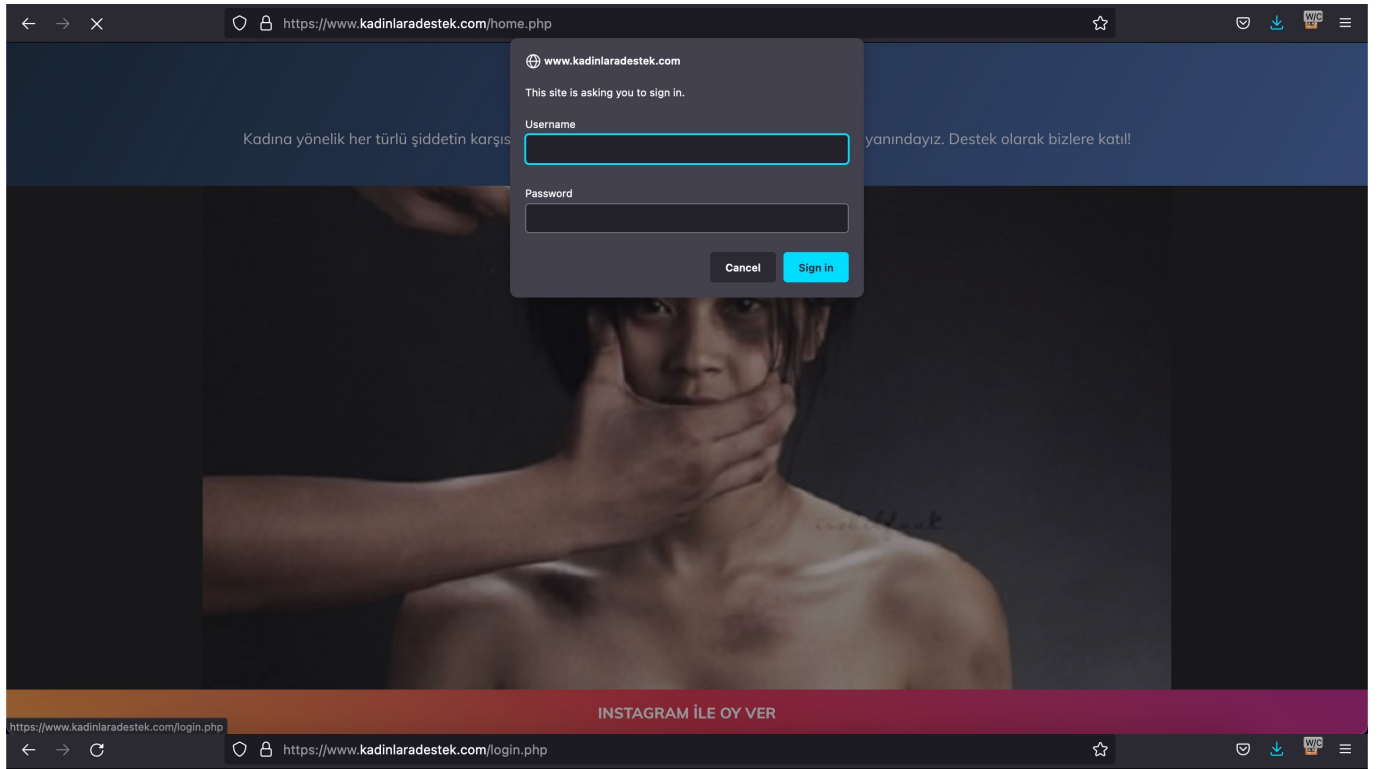 https://www.kadinlaradestek.com/home.php
W/C
www.kadinlaradestek.com
This site is asking you to sign in.
Username
Kadına yönelik her türlü şiddetin karşıs yanındayız. Destek olarak bizlere katıl!
Password
Cancel Sign in
INSTAGRAM İLE OY VER
https://www.kadinlaradestek.com/login.php
https://www.kadinlaradestek.com/login.php
W/C